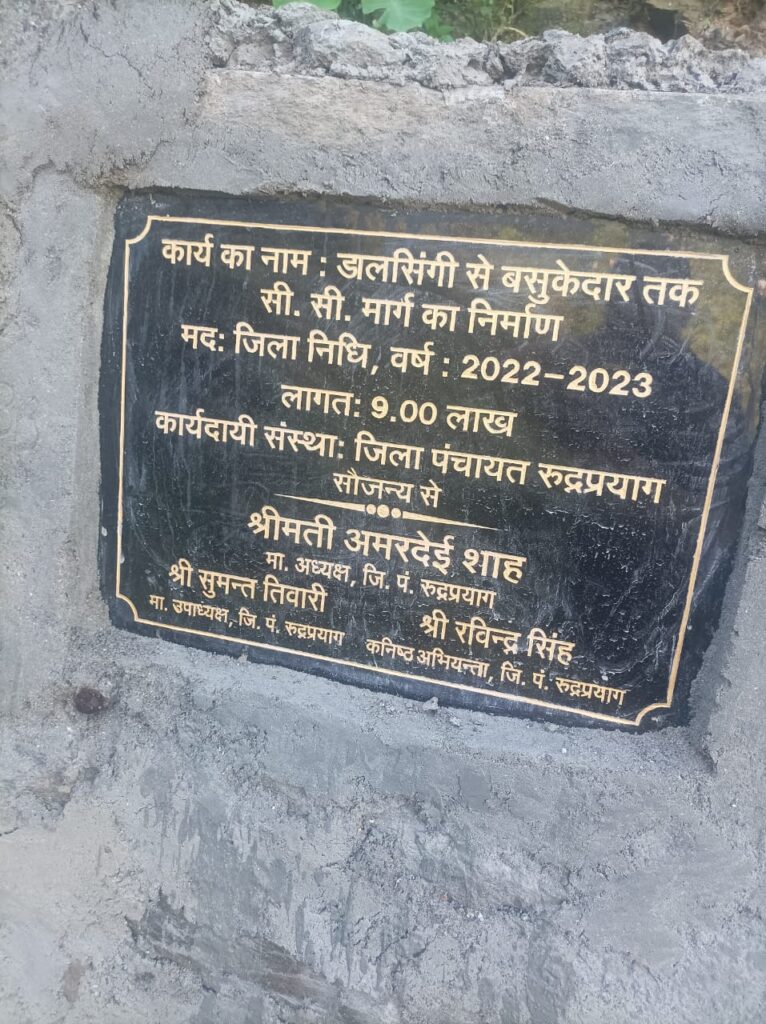 कार्य का नाम : डालसिंगी से बसुकेदार तक
सी. सी. मार्ग का निर्माण
मद: जिला निधि, वर्ष : 2022-2023
लागत: 9.00 लाख
कार्यदायी संस्था: जिला पंचायत रुद्रप्रयाग
सौजन्य से
श्रीमती अमरदेई शाह
मा. अध्यक्ष, जि. पं. रुद्रप्रयाग
श्री सुमन्त तिवारी
मा. उपाध्यक्ष, जि. पं. रुद्रप्रयाग
श्री रविन्द्र सिंह
कनिष्ठ अभियन्ता, जि. पं. रुद्रप्रयाग